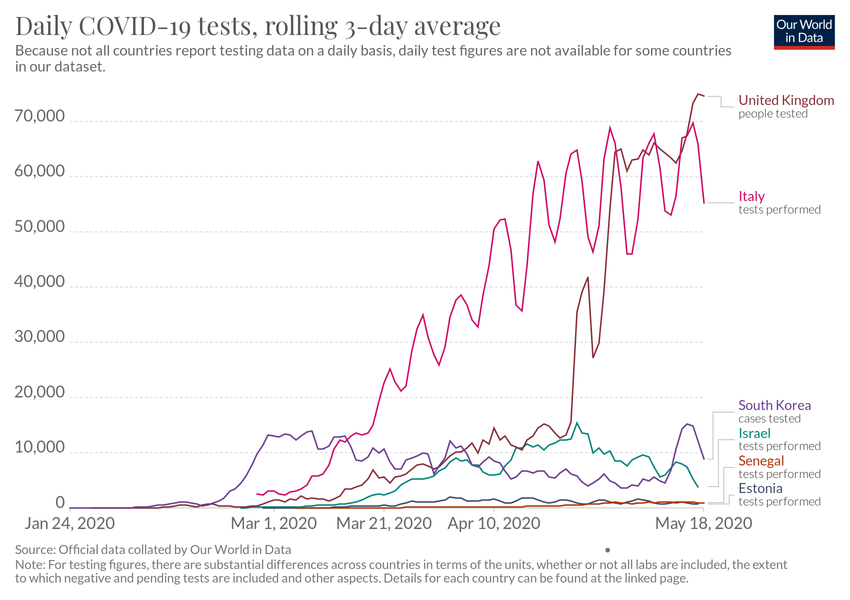 Daily COVID-19 tests, rolling 3-day average
Our World
in Data
Because not all countries report testing data on a daily basis, daily test figures are not available for some countries
in our dataset.
70,000
60,000
50,000
40,000
30,000
20,000
10,000
0
United Kingdom
people tested
Italy
tests performed
South Korea
cases tested
Israel
tests performed
Senegal
tests performed
Estonia
tests performed
Jan 24, 2020
Mar 1, 2020
Mar 21, 2020
Apr 10, 2020
May 18, 2020
Source: Official data collated by Our World in Data
Note: For testing figures, there are substantial differences across countries in terms of the units, whether or not all labs are included, the extent
to which negative and pending tests are included and other aspects. Details for each country can be found at the linked page.